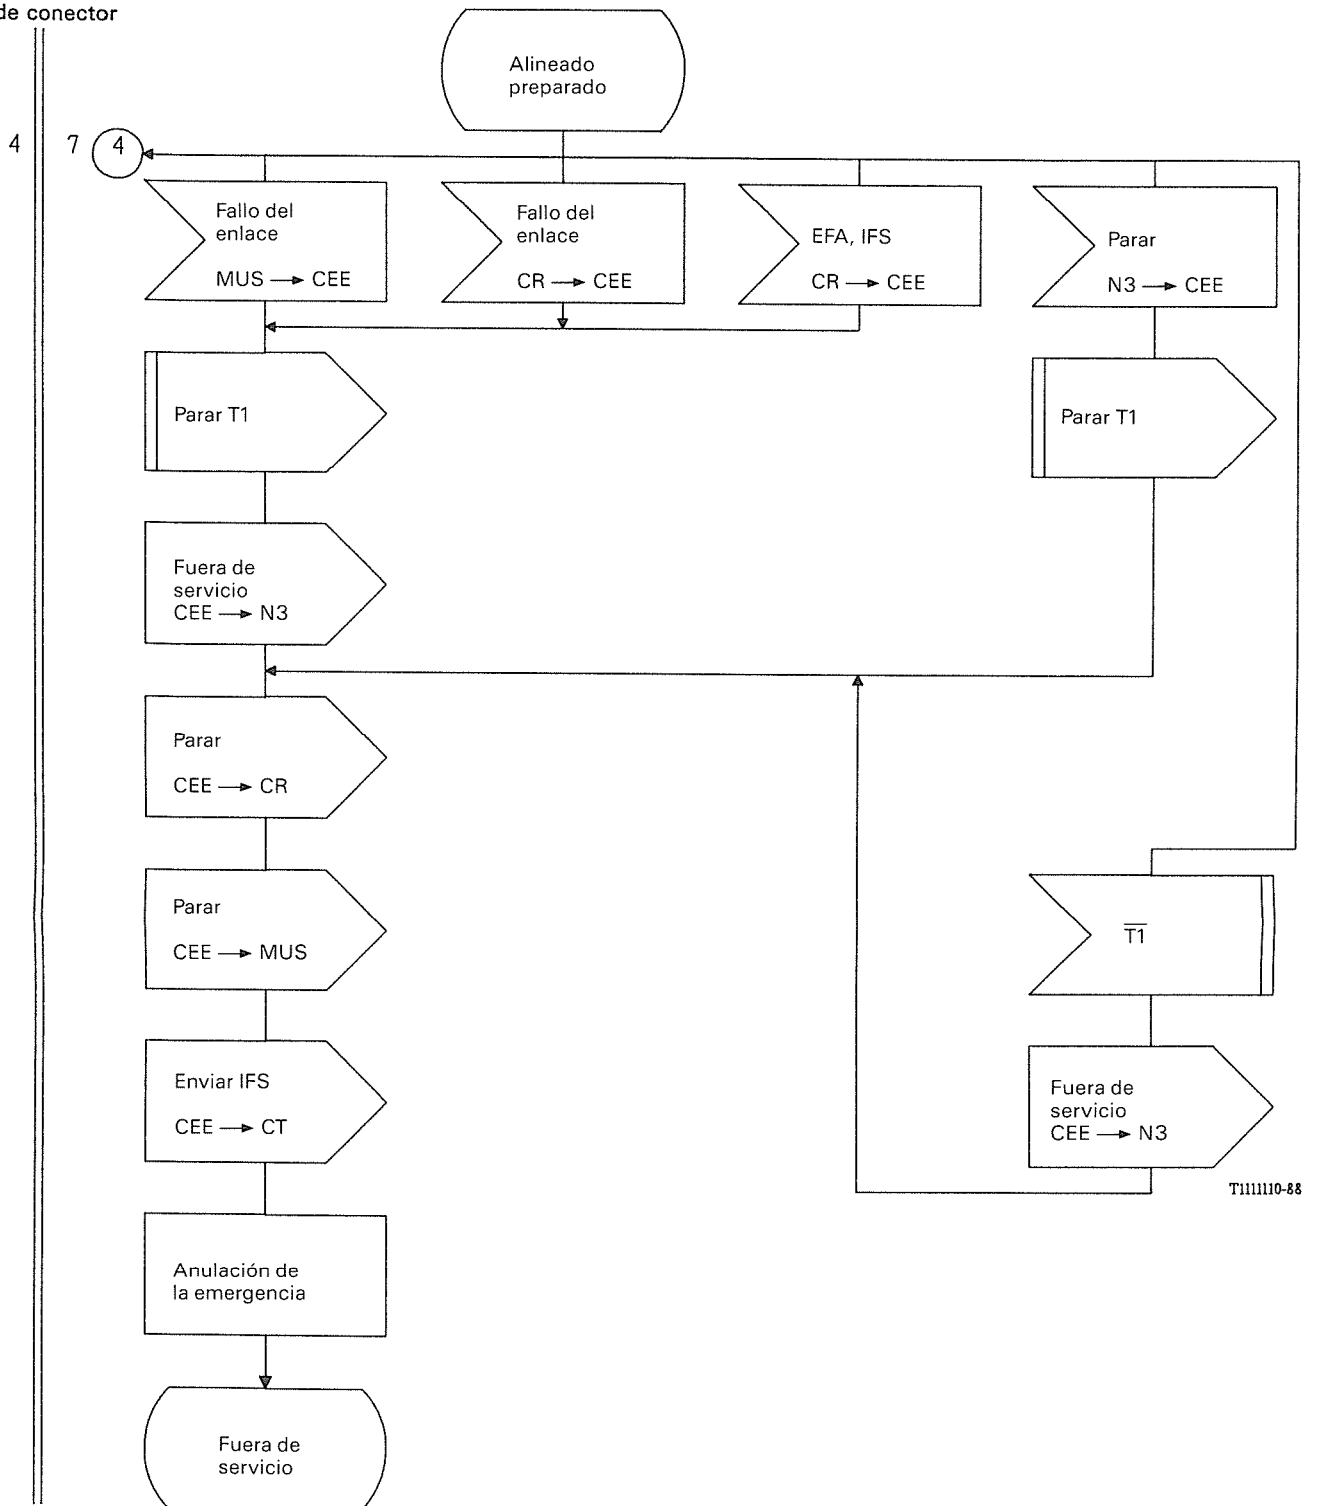 de conector
Alineado
preparado
4 7 4
Fallo del
enlace
MUS → CEE
Fallo del
enlace
CR → CEE
EFA, IFS
CR → CEE
Parar
N3 → CEE
Parar T1
Parar T1
Fuera de
servicio
CEE → N3
Parar
CEE → CR
Parar
CEE → MUS
T̅1̅
Enviar IFS
CEE → CT
Fuera de
servicio
CEE → N3
T1111110-88
Anulación de
la emergencia
Fuera de
servicio